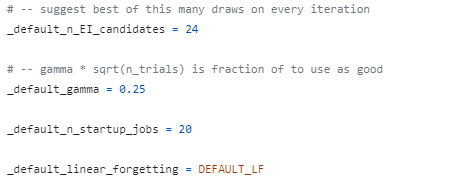 # -- suggest best of this many draws on every iteration
_default_n_EI_candidates = 24
# -- gamma * sqrt(n_trials) is fraction of to use as good
_default_gamma = 0.25
_default_n_startup_jobs = 20
_default_linear_forgetting = DEFAULT_LF